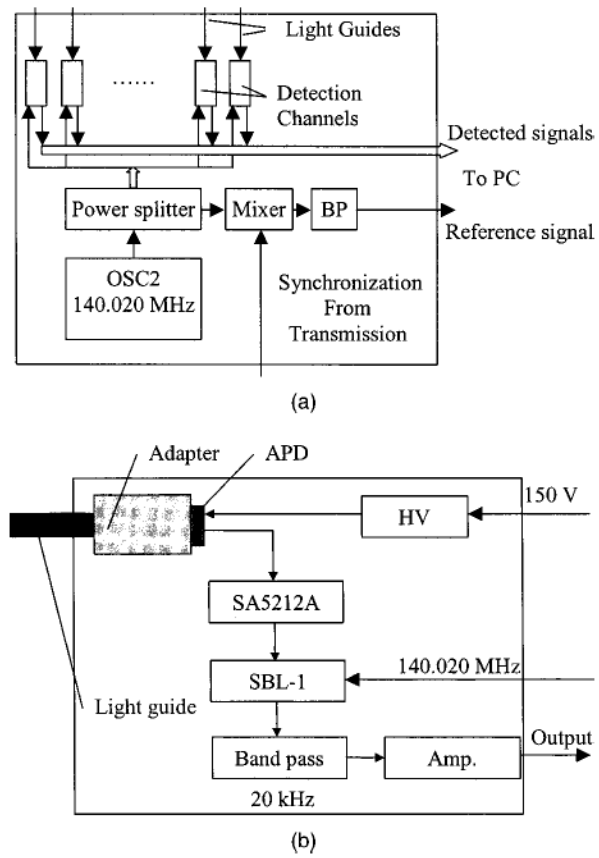 Light Guides
......
Detection
Channels
Detected signals
To PC
Power splitter
Mixer
BP
Reference signal
OSC2
140.020 MHz
Synchronization
From
Transmission
(a)
Adapter
APD
150 V
HV
SA5212A
140.020 MHz
SBL-1
Light guide
Output
Band pass
Amp.
20 kHz
(b)